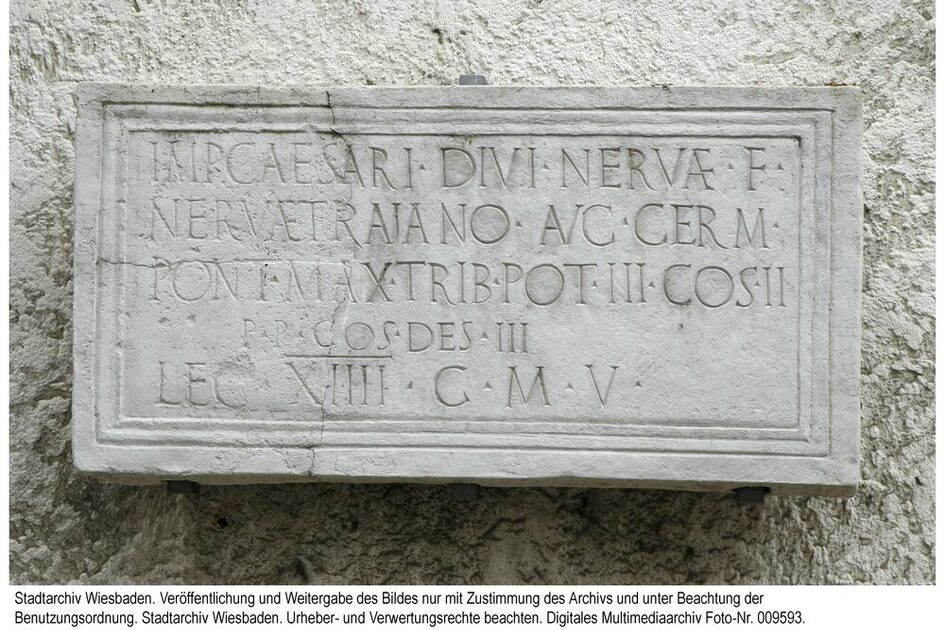 IMP·CAESARI·DIVI·NERVÆ·F·
NERVÆ TRAIANO·AVG·GERM·
PONT·MAX·TRIB·POT·III·COS·II
P·P·COS·DES·III
LEG·XIIII·G·M·V·
Stadtarchiv Wiesbaden. Veröffentlichung und Weitergabe des Bildes nur mit Zustimmung des Archivs und unter Beachtung der
Benutzungsordnung. Stadtarchiv Wiesbaden. Urheber- und Verwertungsrechte beachten. Digitales Multimediaarchiv Foto-Nr. 009593.